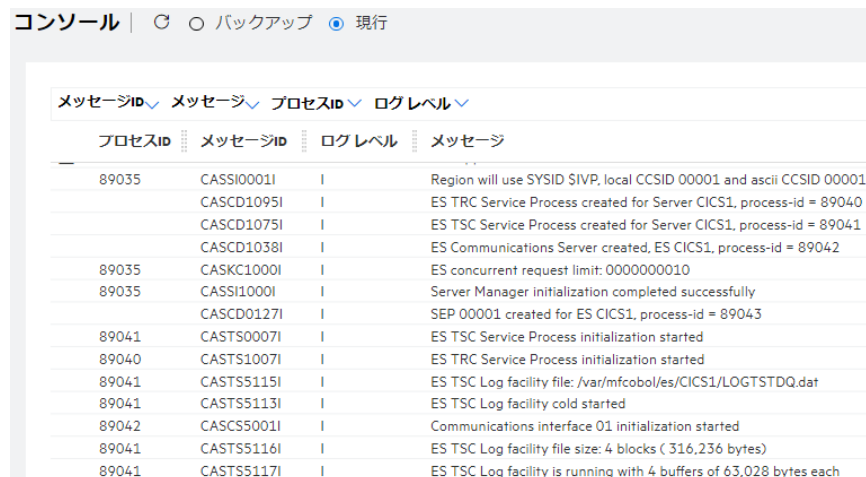 コンソール バックアップ 現行
メッセージID メッセージ プロセスID ログレベル
プロセスID メッセージID ログレベル メッセージ
89035 CASSI0001I I Region will use SYSID $IVP, local CCSID 00001 and ascii CCSID 00001
CASCD1095I I ES TRC Service Process created for Server CICS1, process-id = 89040
CASCD1075I I ES TSC Service Process created for Server CICS1, process-id = 89041
CASCD1038I I ES Communications Server created, ES CICS1, process-id = 89042
89035 CASKC1000I I ES concurrent request limit: 0000000010
89035 CASSI1000I I Server Manager initialization completed successfully
CASCD0127I I SEP 00001 created for ES CICS1, process-id = 89043
89041 CASTS0007I I ES TSC Service Process initialization started
89040 CASTS1007I I ES TRC Service Process initialization started
89041 CASTS5115I I ES TSC Log facility file: /var/mfcobol/es/CICS1/LOGTSTDQ.dat
89041 CASTS5113I I ES TSC Log facility cold started
89042 CASCS5001I I Communications interface 01 initialization started
89041 CASTS5116I I ES TSC Log facility file size: 4 blocks ( 316,236 bytes)
89041 CASTS5117I I ES TSC Log facility is running with 4 buffers of 63,028 bytes each